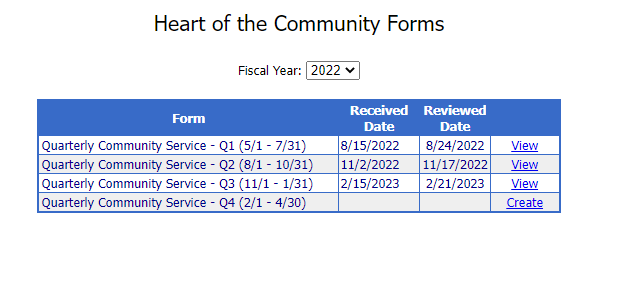 Heart of the Community Forms
Fiscal Year: 2022
Form Received Date Reviewed Date
Quarterly Community Service - Q1 (5/1 - 7/31) 8/15/2022 8/24/2022 View
Quarterly Community Service - Q2 (8/1 - 10/31) 11/2/2022 11/17/2022 View
Quarterly Community Service - Q3 (11/1 - 1/31) 2/15/2023 2/21/2023 View
Quarterly Community Service - Q4 (2/1 - 4/30) Create